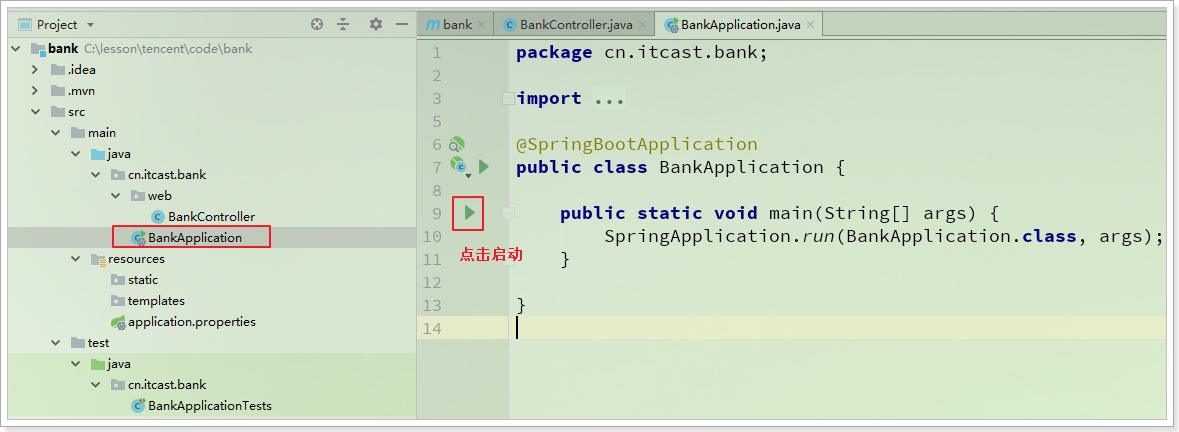 Project
bank C:\lesson\tencent\code\bank
.idea
.mvn
src
main
java
cn.itcast.bank
web
BankController
BankApplication
resources
static
templates
application.properties
test
java
cn.itcast.bank
BankApplicationTests
m bank × C BankController.java × BankApplication.java ×
1 package cn.itcast.bank;
2
3 import ...
5
6 @SpringBootApplication
7 public class BankApplication {
8
9 public static void main(String[] args) {
10 SpringApplication.run(BankApplication.class, args);
点击启动
11 }
12
13 }
14